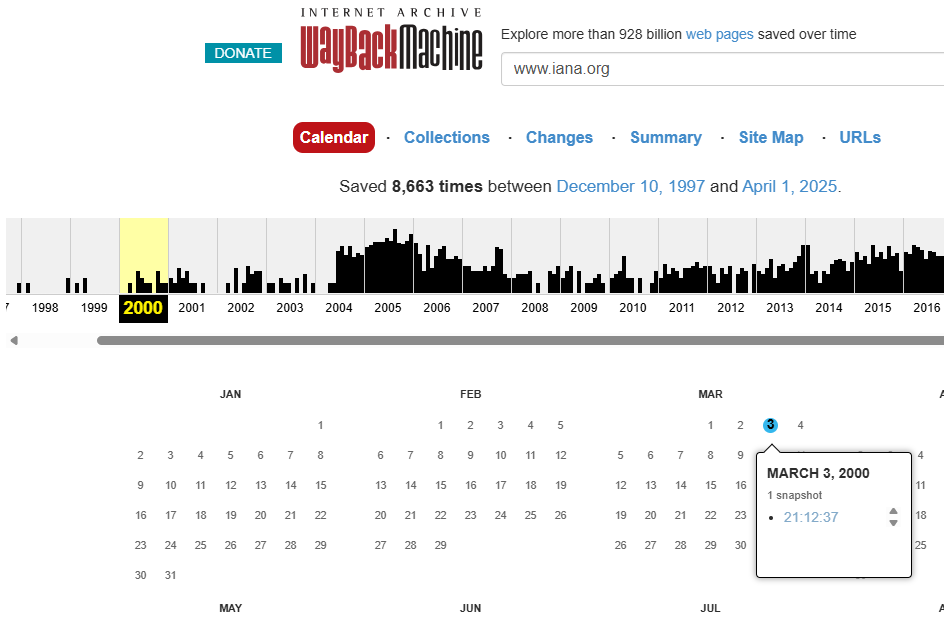 INTERNET ARCHIVE
WayBackMachine
DONATE
Explore more than 928 billion web pages saved over time
www.iana.org
Calendar · Collections · Changes · Summary · Site Map · URLs
Saved 8,663 times between December 10, 1997 and April 1, 2025.
7 1998 1999 2000 2001 2002 2003 2004 2005 2006 2007 2008 2009 2010 2011 2012 2013 2014 2015 2016
JAN FEB MAR A
1 1 2 3 4 5 1 2 3 4
2 3 4 5 6 7 8 6 7 8 9 10 11 12 5 6 7 8 9 4
MARCH 3, 2000
9 10 11 12 13 14 15 13 14 15 16 17 18 19 12 13 14 15 16 11
1 snapshot
16 17 18 19 20 21 22 20 21 22 23 24 25 26 19 20 21 22 23 18
• 21:12:37
23 24 25 26 27 28 29 27 28 29 26 27 28 29 30 25
30 31
MAY JUN JUL A